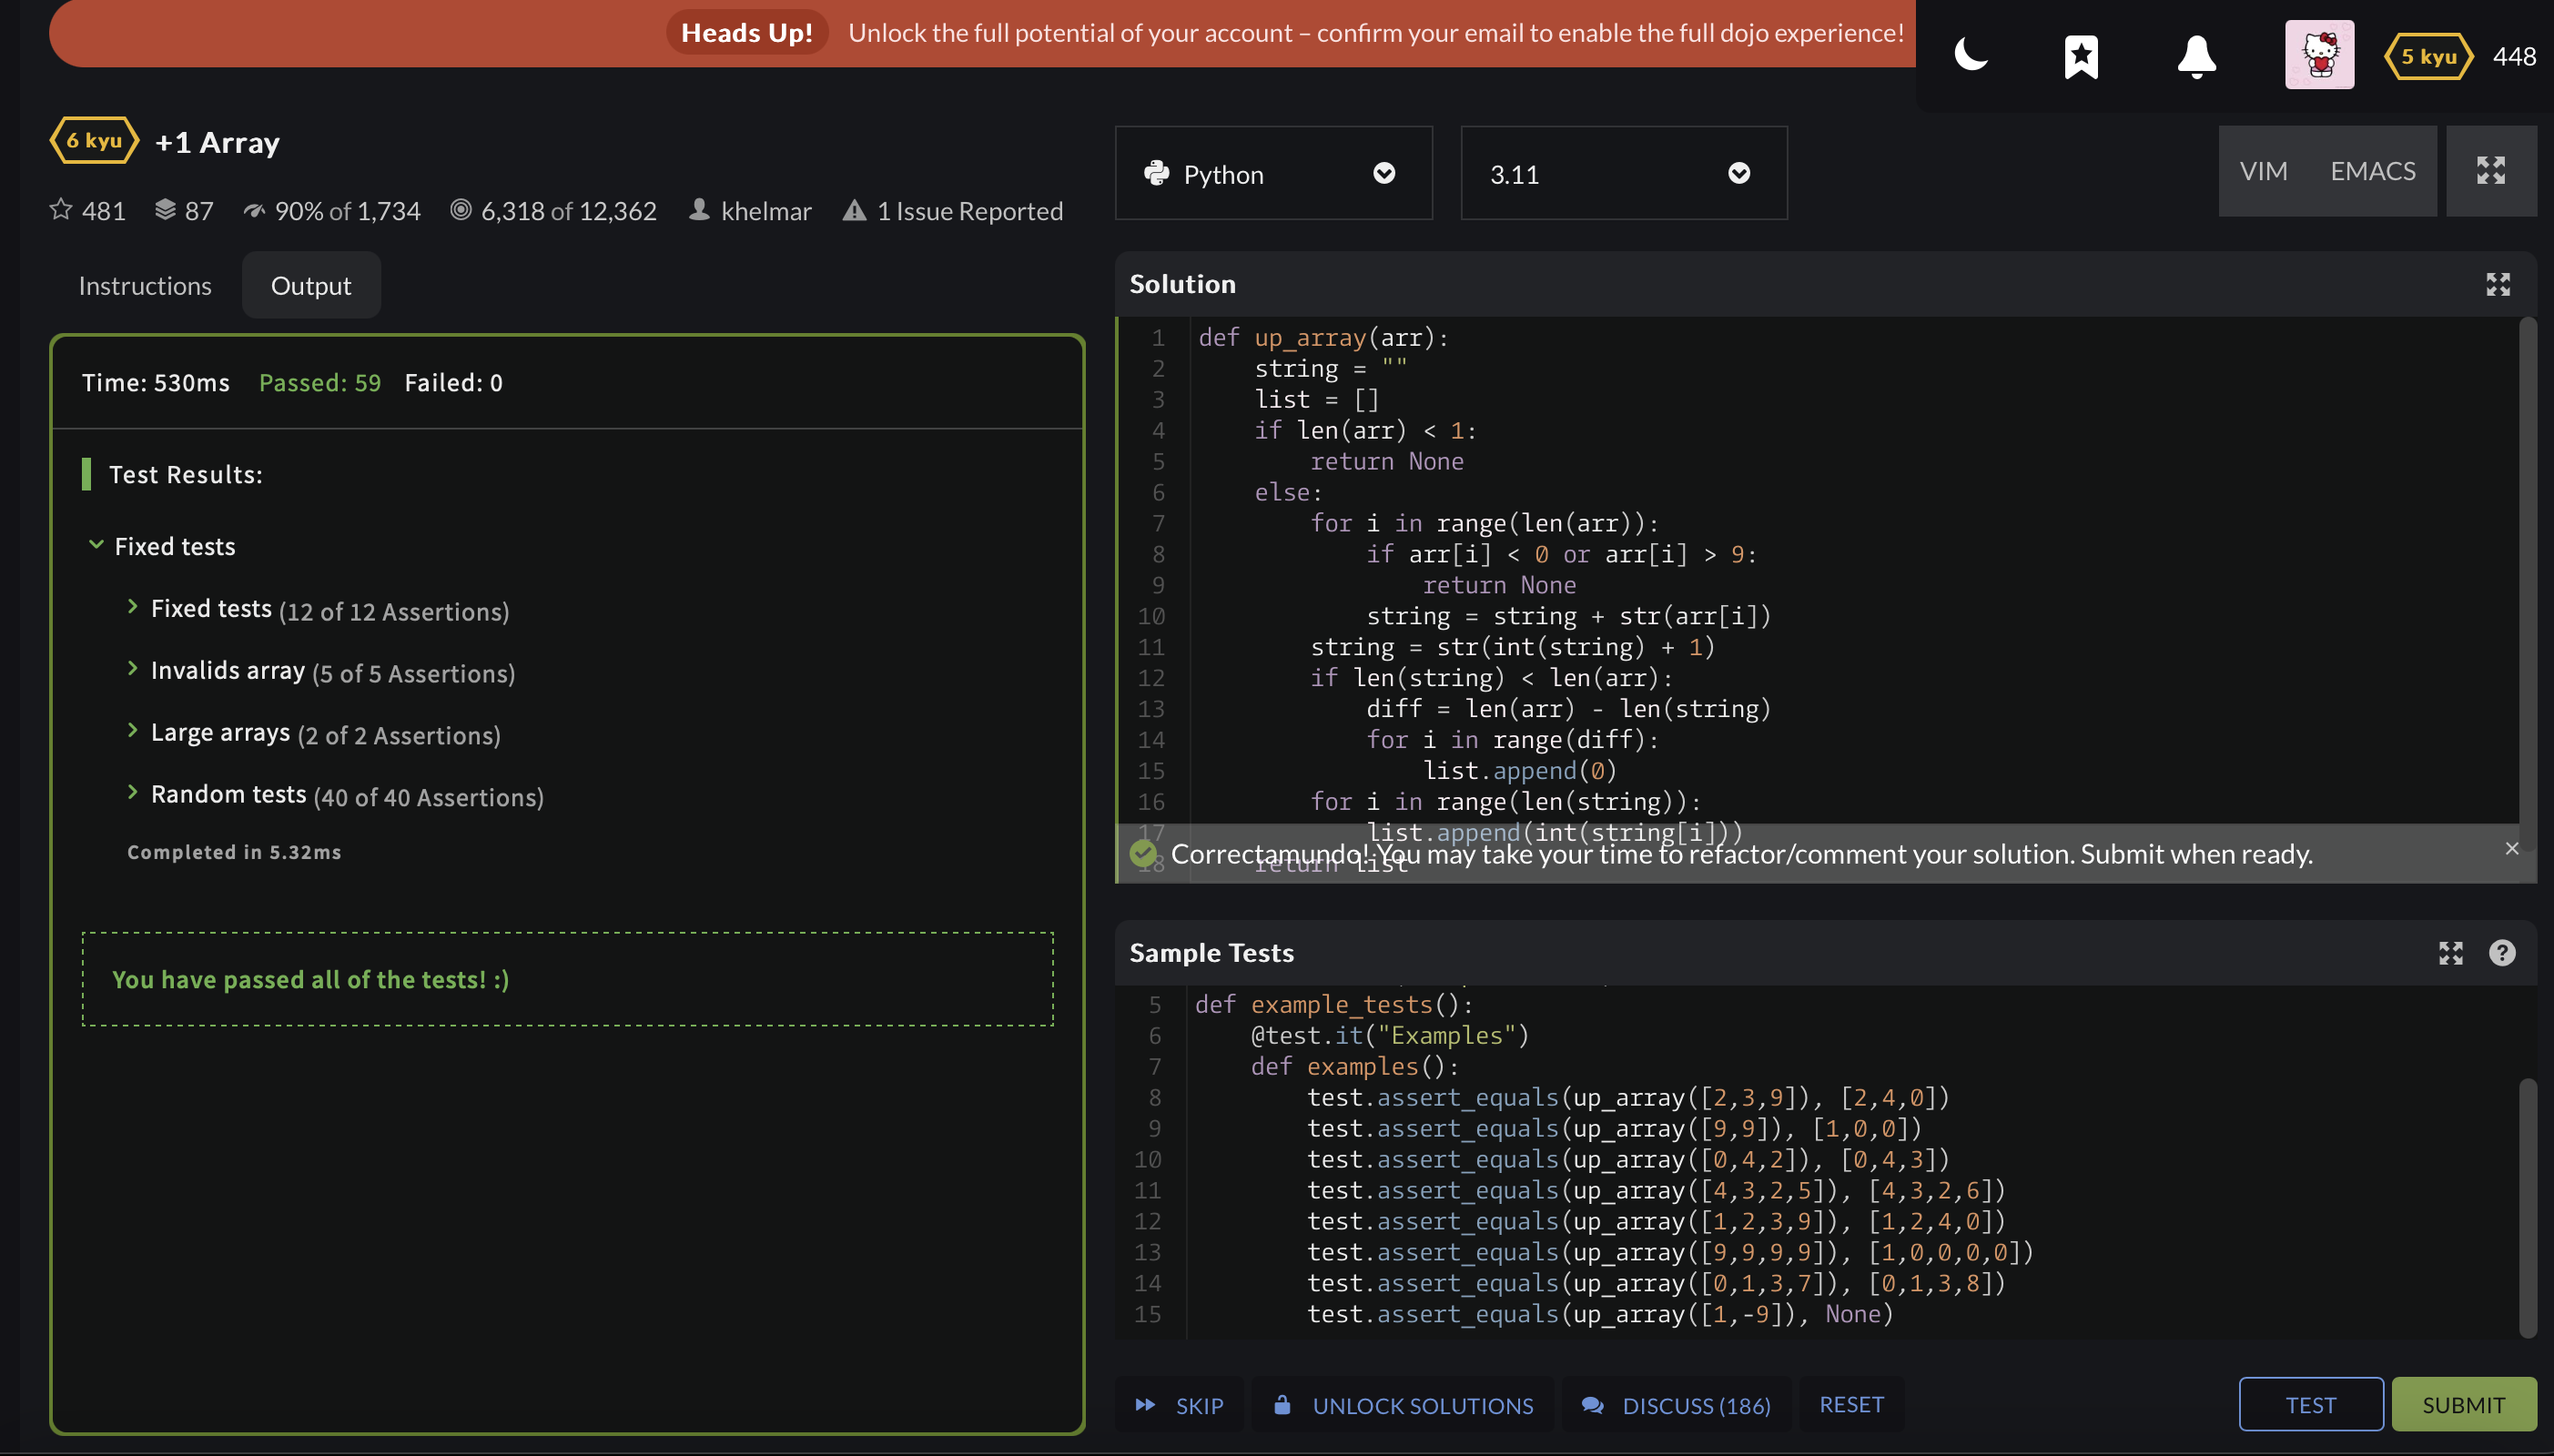 Heads Up! Unlock the full potential of your account – confirm your email to enable the full dojo experience!
5 kyu 448
6 kyu +1 Array
481 87 90% of 1,734 6,318 of 12,362 khelmar 1 Issue Reported
Python 3.11 VIM EMACS
Instructions Output
Time: 530ms Passed: 59 Failed: 0
Test Results:
Fixed tests
Fixed tests (12 of 12 Assertions)
Invalids array (5 of 5 Assertions)
Large arrays (2 of 2 Assertions)
Random tests (40 of 40 Assertions)
Completed in 5.32ms
You have passed all of the tests! :)
Solution
1 def up_array(arr):
2     string = ""
3     list = []
4     if len(arr) < 1:
5         return None
6     else:
7         for i in range(len(arr)):
8             if arr[i] < 0 or arr[i] > 9:
9                 return None
10             string = string + str(arr[i])
11         string = str(int(string) + 1)
12         if len(string) < len(arr):
13             diff = len(arr) - len(string)
14             for i in range(diff):
15                 list.append(0)
16         for i in range(len(string)):
17             list.append(int(string[i]))
18     return list
Correctamundo! You may take your time to refactor/comment your solution. Submit when ready.
Sample Tests
5 def example_tests():
6     @test.it("Examples")
7     def examples():
8         test.assert_equals(up_array([2,3,9]), [2,4,0])
9         test.assert_equals(up_array([9,9]), [1,0,0])
10         test.assert_equals(up_array([0,4,2]), [0,4,3])
11         test.assert_equals(up_array([4,3,2,5]), [4,3,2,6])
12         test.assert_equals(up_array([1,2,3,9]), [1,2,4,0])
13         test.assert_equals(up_array([9,9,9,9]), [1,0,0,0,0])
14         test.assert_equals(up_array([0,1,3,7]), [0,1,3,8])
15         test.assert_equals(up_array([1,-9]), None)
SKIP UNLOCK SOLUTIONS DISCUSS (186) RESET TEST SUBMIT